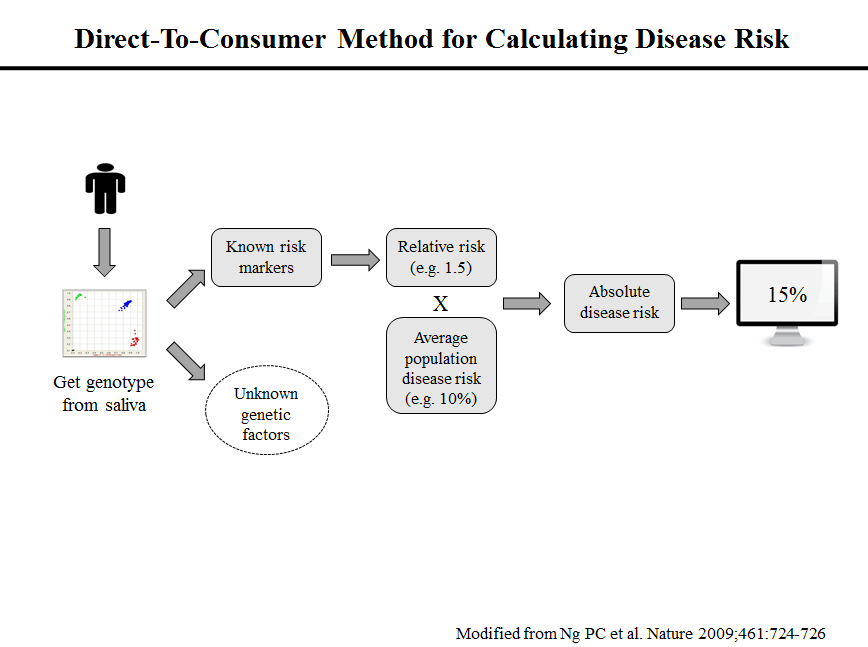 Direct-To-Consumer Method for Calculating Disease Risk
Get genotype
from saliva
Known risk
markers
Unknown
genetic
factors
Relative risk
(e.g. 1.5)
X
Average
population
disease risk
(e.g. 10%)
Absolute
disease risk
15%
Modified from Ng PC et al. Nature 2009;461:724-726